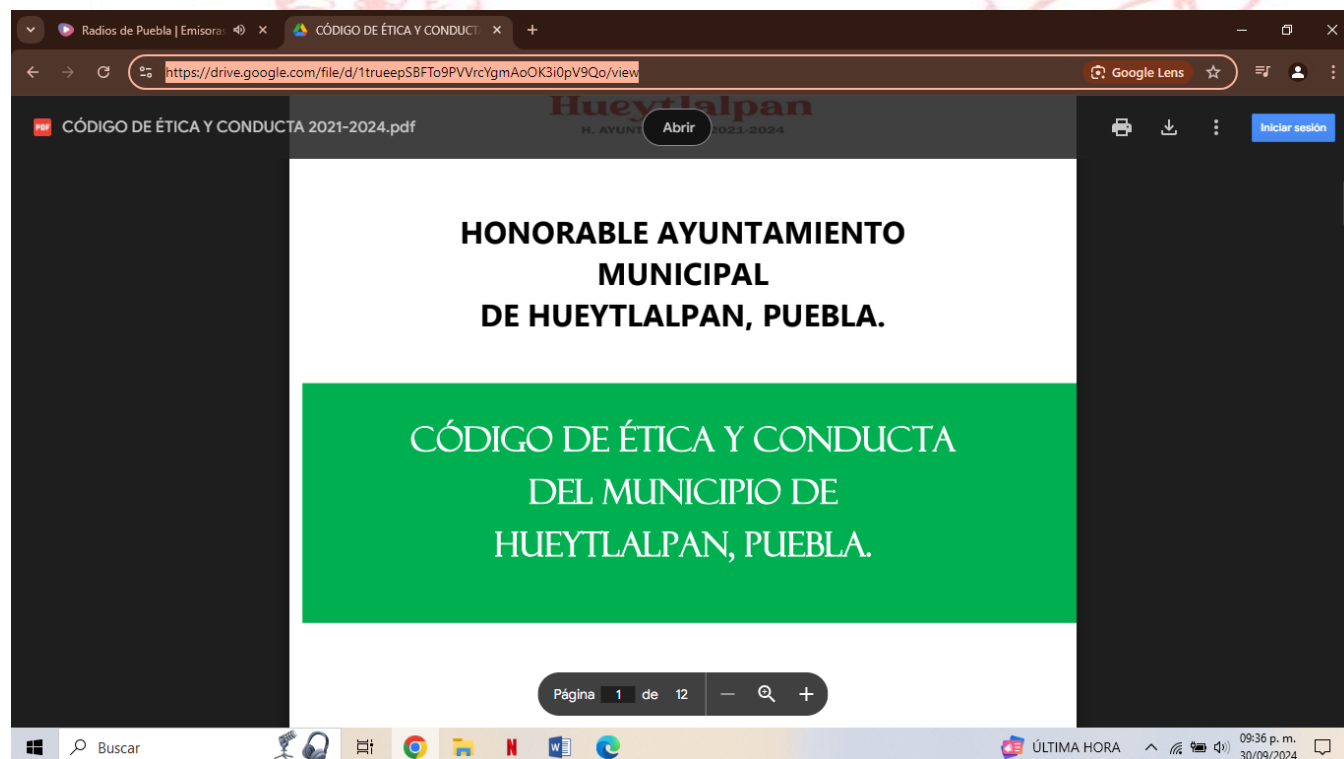 Radios de Puebla | Emisora
CÓDIGO DE ÉTICA Y CONDUCT
https://drive.google.com/file/d/1trueepSBFTo9PVVrcYgmAoOK3i0pV9Qo/view
Google Lens
Hueytlalpan
H. AYUNT 2021-2024
PDF
CÓDIGO DE ÉTICA Y CONDUCTA 2021-2024.pdf
Abrir
Iniciar sesión
HONORABLE AYUNTAMIENTO
MUNICIPAL
DE HUEYTLALPAN, PUEBLA.
CÓDIGO DE ÉTICA Y CONDUCTA
DEL MUNICIPIO DE
HUEYTLALPAN, PUEBLA.
Página 1 de 12
Buscar
ÚLTIMA HORA
09:36 p. m.
30/09/2024